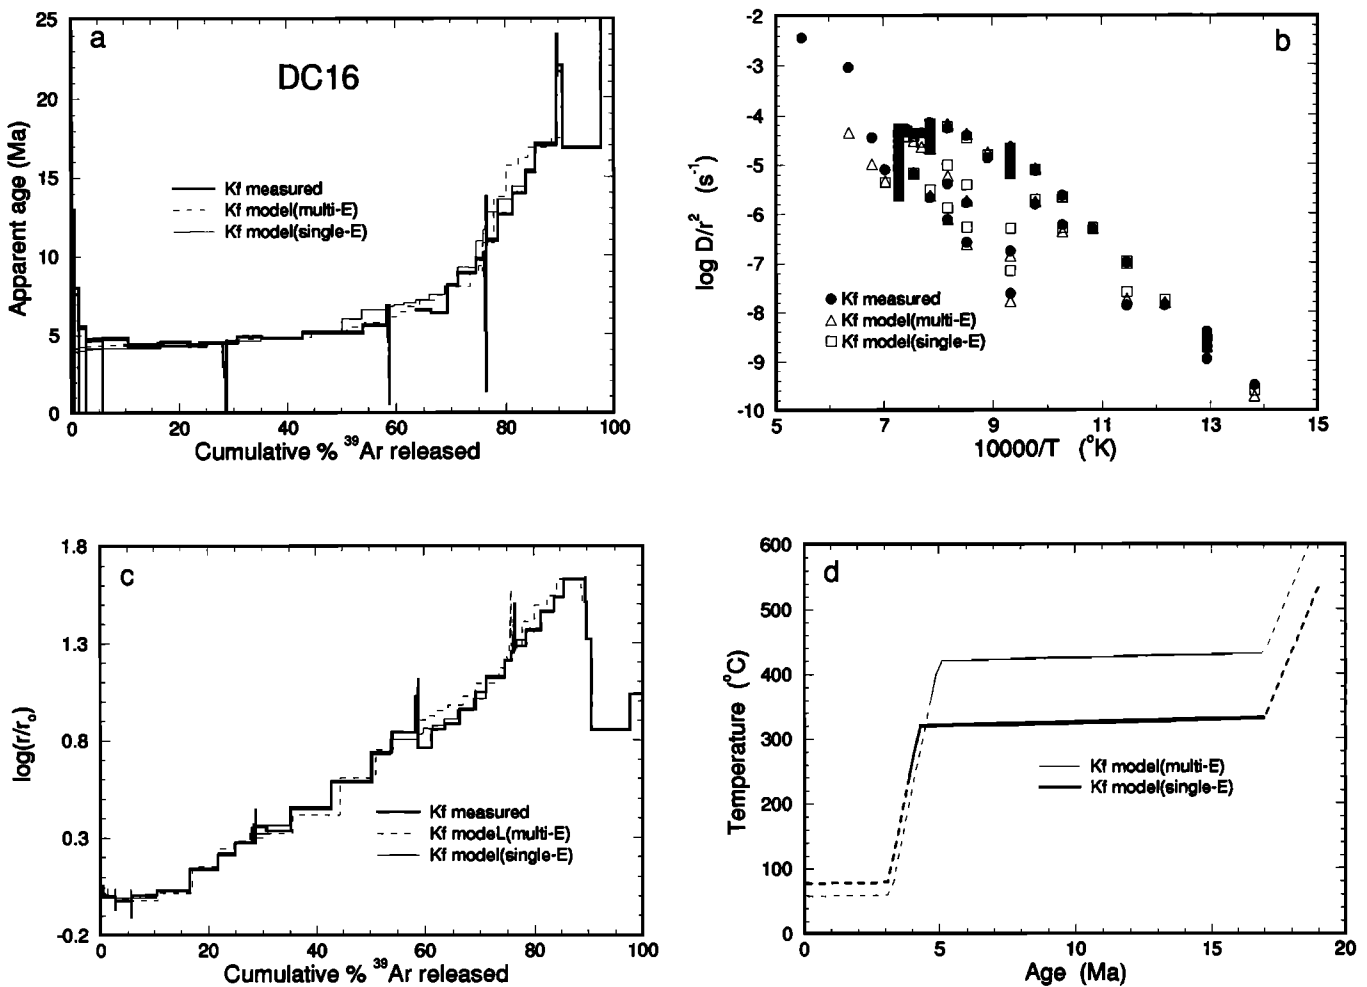 a
DC16
25
20
15
10
5
0
Apparent age (Ma)
Kf measured
Kf model(multi-E)
Kf model(single-E)
0 20 40 60 80 100
Cumulative % ³⁹Ar released
b
-2
-3
-4
-5
-6
-7
-8
-9
-10
log D/r² (s⁻¹)
Kf measured
Kf model(multi-E)
Kf model(single-E)
5 7 9 11 13 15
10000/T (°K)
c
1.8
1.3
0.8
0.3
-0.2
log(r/r₀)
Kf measured
Kf modeL(multi-E)
Kf model(single-E)
0 20 40 60 80 100
Cumulative % ³⁹Ar released
d
600
500
400
300
200
100
0
Temperature (°C)
Kf model(multi-E)
Kf model(single-E)
0 5 10 15 20
Age (Ma)